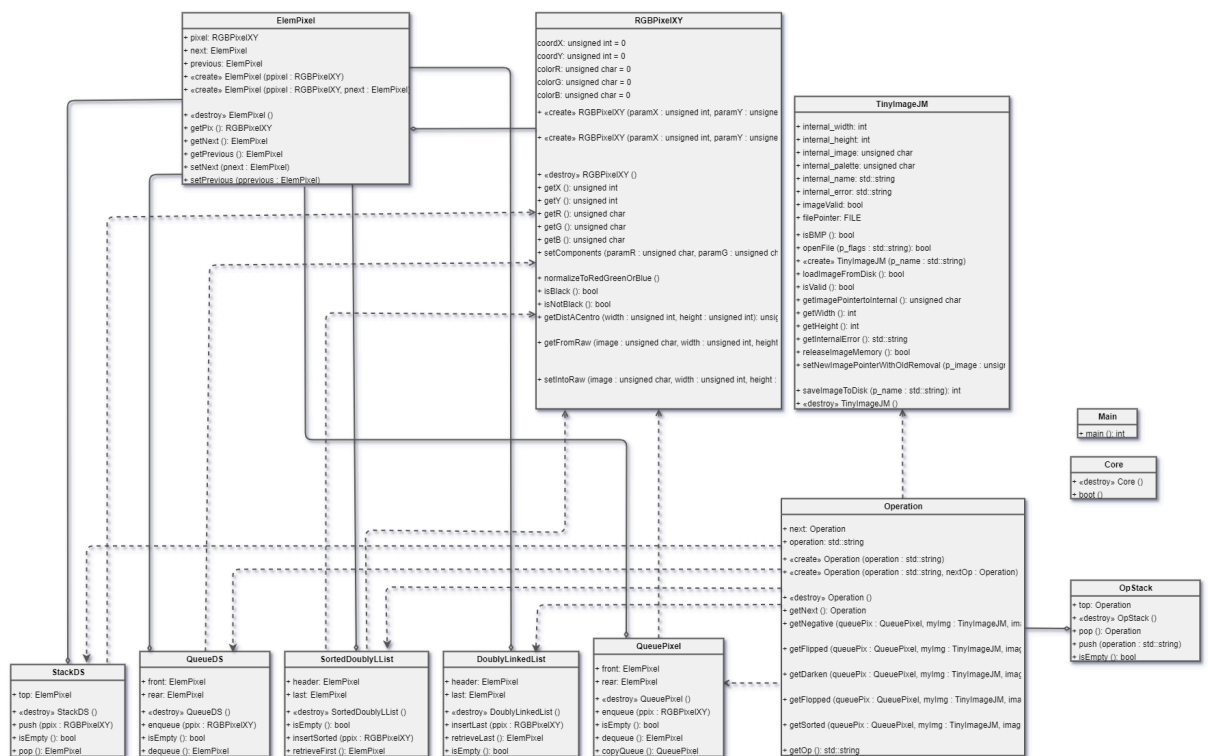 ElemPixel
+ pixel: RGBPixelXY
+ next: ElemPixel
+ previous: ElemPixel
+ «create» ElemPixel (ppixel : RGBPixelXY)
+ «create» ElemPixel (ppixel : RGBPixelXY, pnext : ElemPixel
+ «destroy» ElemPixel ()
+ getPix (): RGBPixelXY
+ getNext (): ElemPixel
+ getPrevious (): ElemPixel
+ setNext (pnext : ElemPixel)
+ setPrevious (pprevious : ElemPixel)
RGBPixelXY
coordX: unsigned int = 0
coordY: unsigned int = 0
colorR: unsigned char = 0
colorG: unsigned char = 0
colorB: unsigned char = 0
+ «create» RGBPixelXY (paramX : unsigned int, paramY : unsigne
+ «create» RGBPixelXY (paramX : unsigned int, paramY : unsigne
+ «destroy» RGBPixelXY ()
+ getX (): unsigned int
+ getY (): unsigned int
+ getR (): unsigned char
+ getG (): unsigned char
+ getB (): unsigned char
+ setComponents (paramR : unsigned char, paramG : unsigned ch
+ normalizeToRedGreenOrBlue ()
+ isBlack (): bool
+ isNotBlack (): bool
+ getDistACentro (width : unsigned int, height : unsigned int): unsig
+ getFromRaw (image : unsigned char, width : unsigned int, height
+ setIntoRaw (image : unsigned char, width : unsigned int, height :
TinyImageJM
+ internal_width: int
+ internal_height: int
+ internal_image: unsigned char
+ internal_palette: unsigned char
+ internal_name: std::string
+ internal_error: std::string
+ imageValid: bool
+ filePointer: FILE
+ isBMP (): bool
+ openFile (p_flags : std::string): bool
+ «create» TinyImageJM (p_name : std::string)
+ loadImageFromDisk (): bool
+ isValid (): bool
+ getImagePointertoInternal (): unsigned char
+ getWidth (): int
+ getHeight (): int
+ getInternalError (): std::string
+ releaseImageMemory (): bool
+ setNewImagePointerWithOldRemoval (p_image : unsigr
+ saveImageToDisk (p_name : std::string): int
+ «destroy» TinyImageJM ()
Main
+ main (): int
Core
+ «destroy» Core ()
+ boot ()
Operation
+ next: Operation
+ operation: std::string
+ «create» Operation (operation : std::string)
+ «create» Operation (operation : std::string, nextOp : Operation)
+ «destroy» Operation ()
+ getNext (): Operation
+ getNegative (queuePix : QueuePixel, myImg : TinyImageJM, im
+ getFlipped (queuePix : QueuePixel, myImg : TinyImageJM, imag
+ getDarken (queuePix : QueuePixel, myImg : TinyImageJM, imag
+ getFlopped (queuePix : QueuePixel, myImg : TinyImageJM, imag
+ getSorted (queuePix : QueuePixel, myImg : TinyImageJM, imag
+ getOp (): std::string
OpStack
+ top: Operation
+ «destroy» OpStack ()
+ pop (): Operation
+ push (operation : std::string)
+ isEmpty (): bool
StackDS
+ top: ElemPixel
+ «destroy» StackDS ()
+ push (ppix : RGBPixelXY)
+ isEmpty (): bool
+ pop (): ElemPixel
QueueDS
+ front: ElemPixel
+ rear: ElemPixel
+ «destroy» QueueDS ()
+ enqueue (ppix : RGBPixelXY)
+ isEmpty (): bool
+ dequeue (): ElemPixel
SortedDoublyLList
+ header: ElemPixel
+ last: ElemPixel
+ «destroy» SortedDoublyLList ()
+ isEmpty (): bool
+ insertSorted (ppix : RGBPixelXY)
+ retrieveFirst (): ElemPixel
DoublyLinkedList
+ header: ElemPixel
+ last: ElemPixel
+ «destroy» DoublyLinkedList ()
+ insertLast (ppix : RGBPixelXY)
+ retrieveLast (): ElemPixel
+ isEmpty (): bool
QueuePixel
+ front: ElemPixel
+ rear: ElemPixel
+ «destroy» QueuePixel ()
+ enqueue (ppix : RGBPixelXY)
+ isEmpty (): bool
+ dequeue (): ElemPixel
+ copyQueue (): QueuePixel